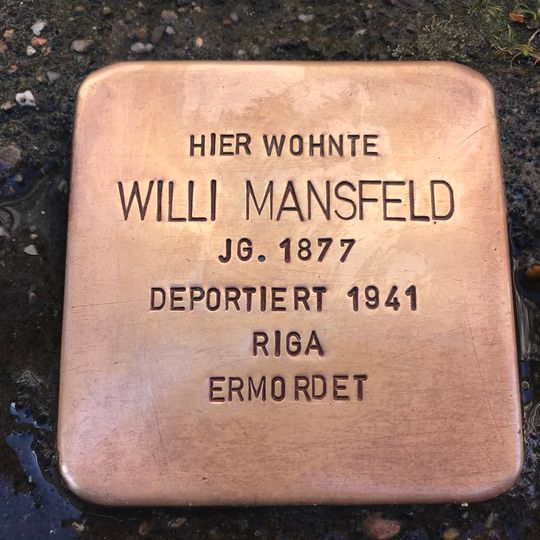 HIER WOHNTE
WILLI MANSFELD
JG. 1877
DEPORTIERT 1941
RIGA
ERMORDET